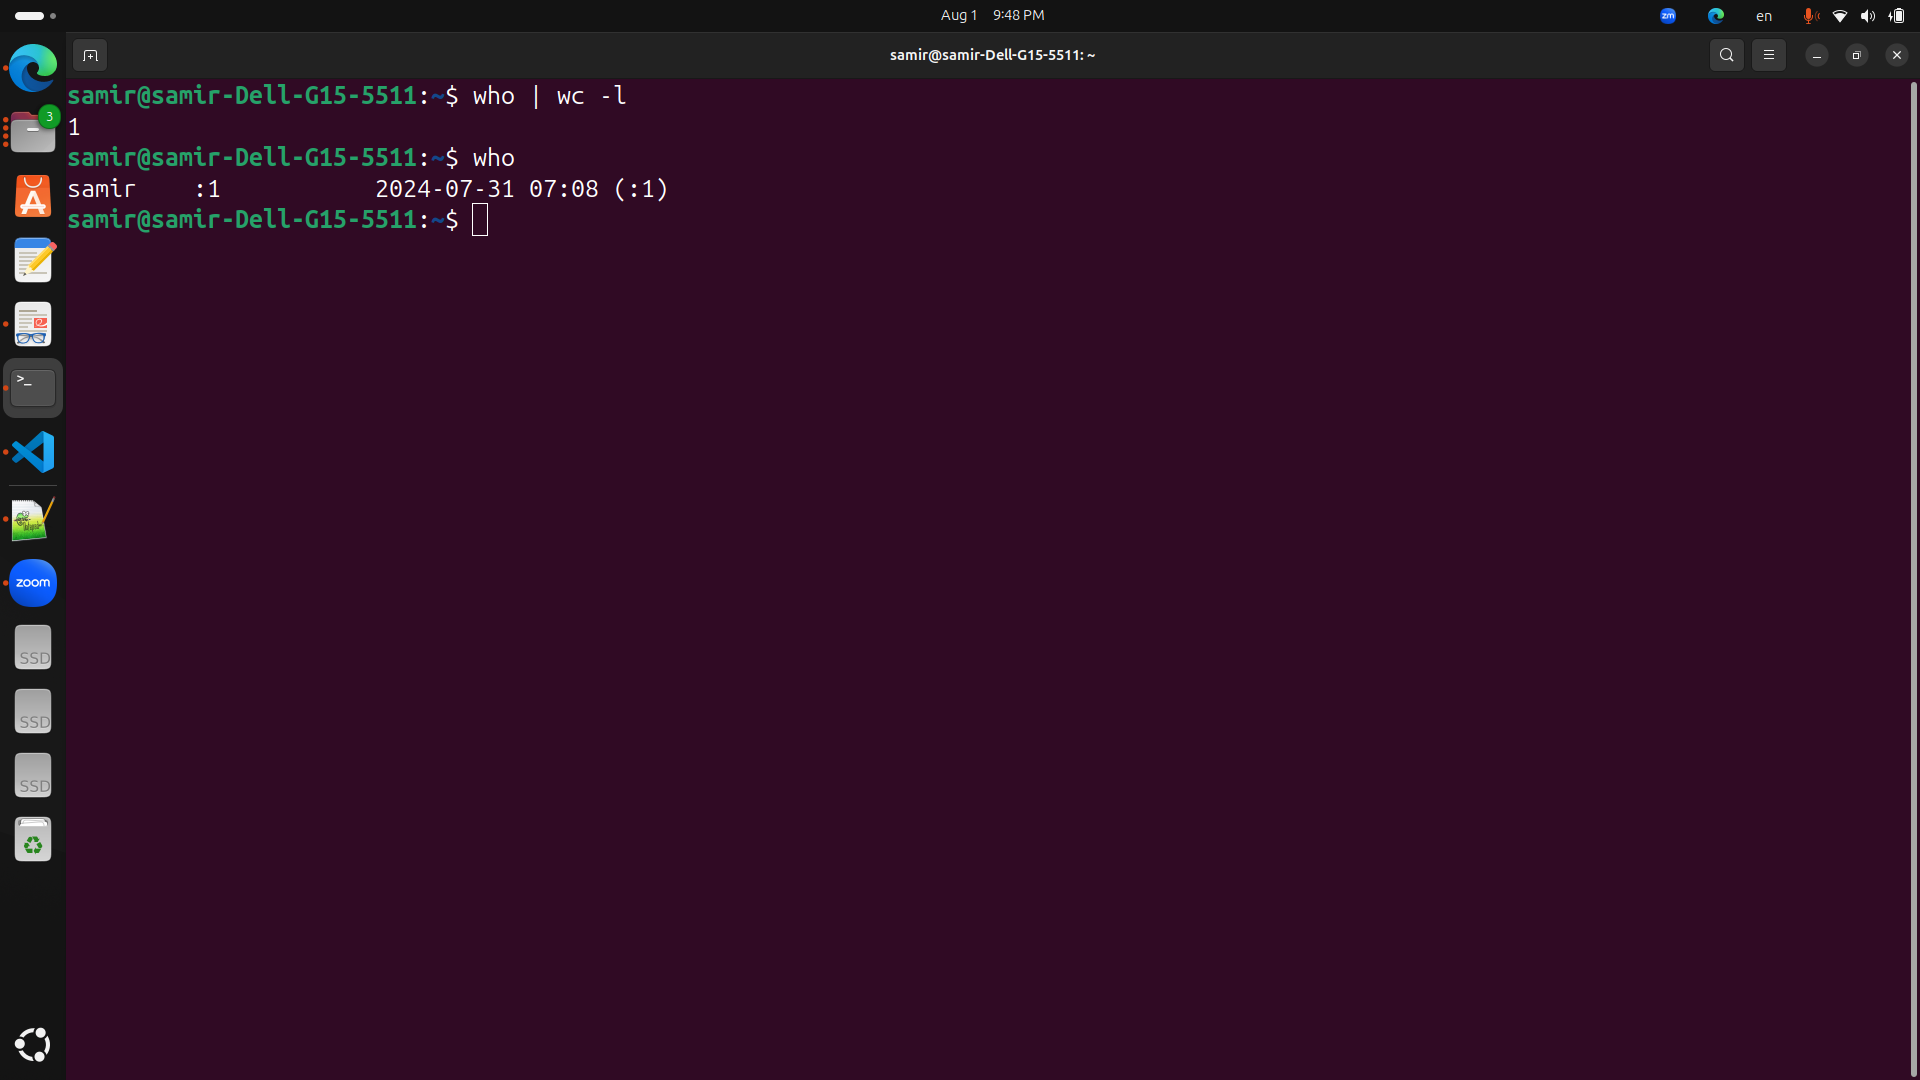 Aug 1 9:48 PM
zm
en
samir@samir-Dell-G15-5511: ~
samir@samir-Dell-G15-5511:~$ who | wc -l
1
samir@samir-Dell-G15-5511:~$ who
samir    :1           2024-07-31 07:08 (:1)
samir@samir-Dell-G15-5511:~$
3
>_
zoom
SSD
SSD
SSD